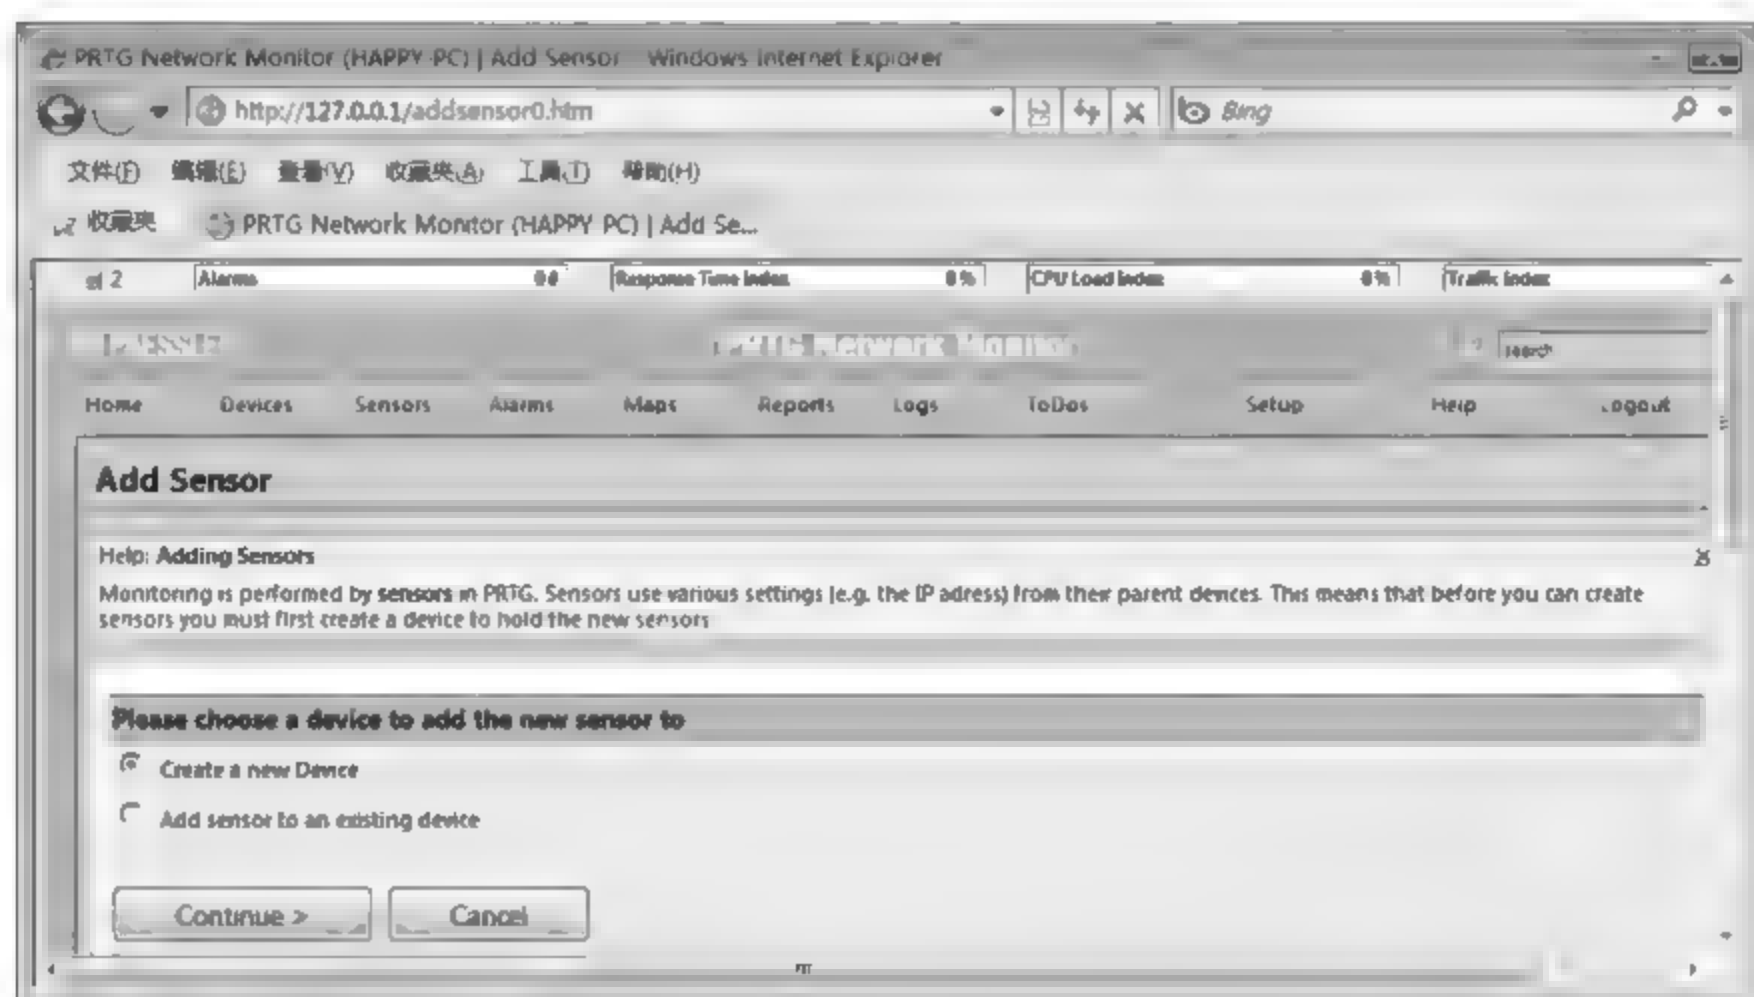 PRTG Network Monitor (HAPPY-PC) | Add Sensor - Windows Internet Explorer
http://127.0.0.1/addsensor0.htm Bing
文件(F) 编辑(E) 查看(V) 收藏夹(A) 工具(T) 帮助(H)
收藏夹 PRTG Network Monitor (HAPPY-PC) | Add Se...
2 Alarms Response Time Index 0 % CPU Load Index 0 % Traffic Index
PRTG Network Monitor search
Home Devices Sensors Alarms Maps Reports Logs ToDos Setup Help Logout
Add Sensor
Help: Adding Sensors
Monitoring is performed by sensors in PRTG. Sensors use various settings (e.g. the IP adress) from their parent devices. This means that before you can create
sensors you must first create a device to hold the new sensors
Please choose a device to add the new sensor to
Create a new Device
Add sensor to an existing device
Continue > Cancel